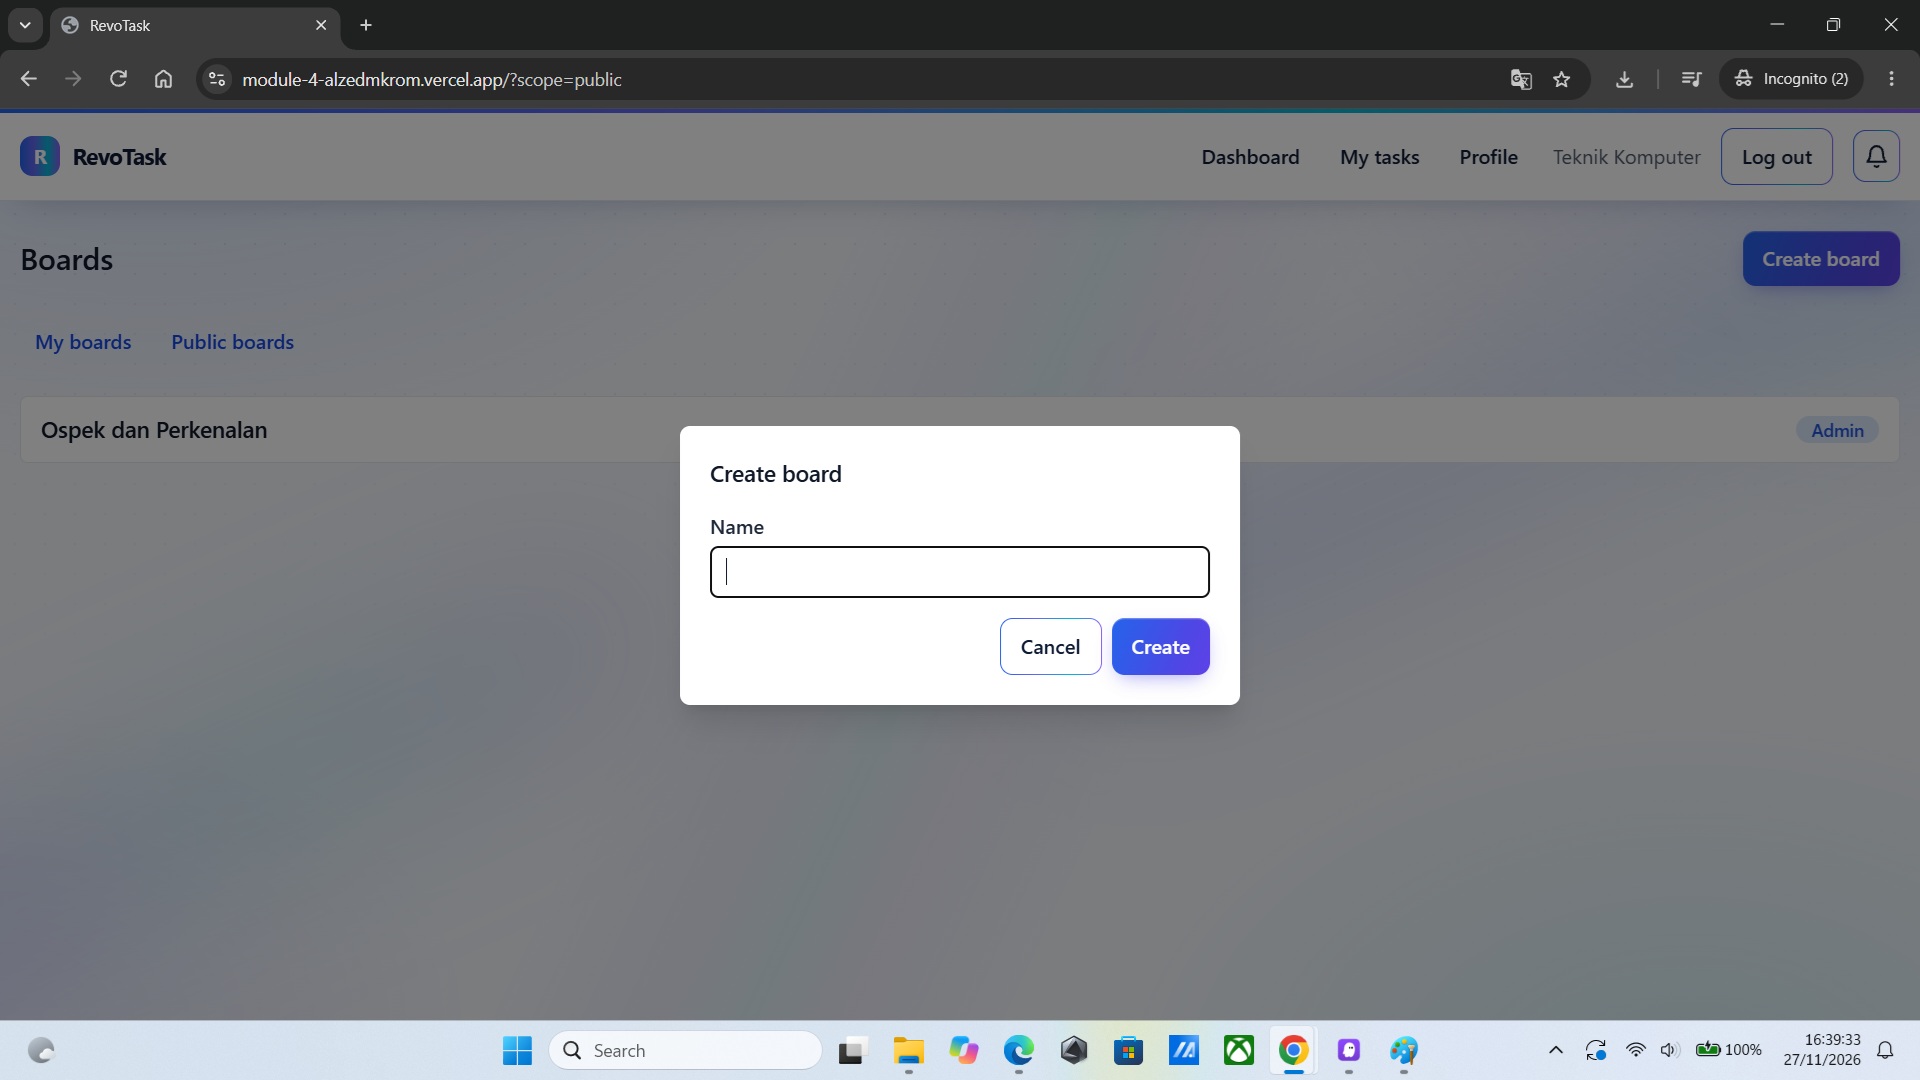 RevoTask
module-4-alzedmkrom.vercel.app/?scope=public
Incognito (2)
R RevoTask
Dashboard My tasks Profile Teknik Komputer Log out
Boards
Create board
My boards Public boards
Ospek dan Perkenalan
Admin
Create board
Name
Cancel Create
Search
100%
16:39:33
27/11/2026